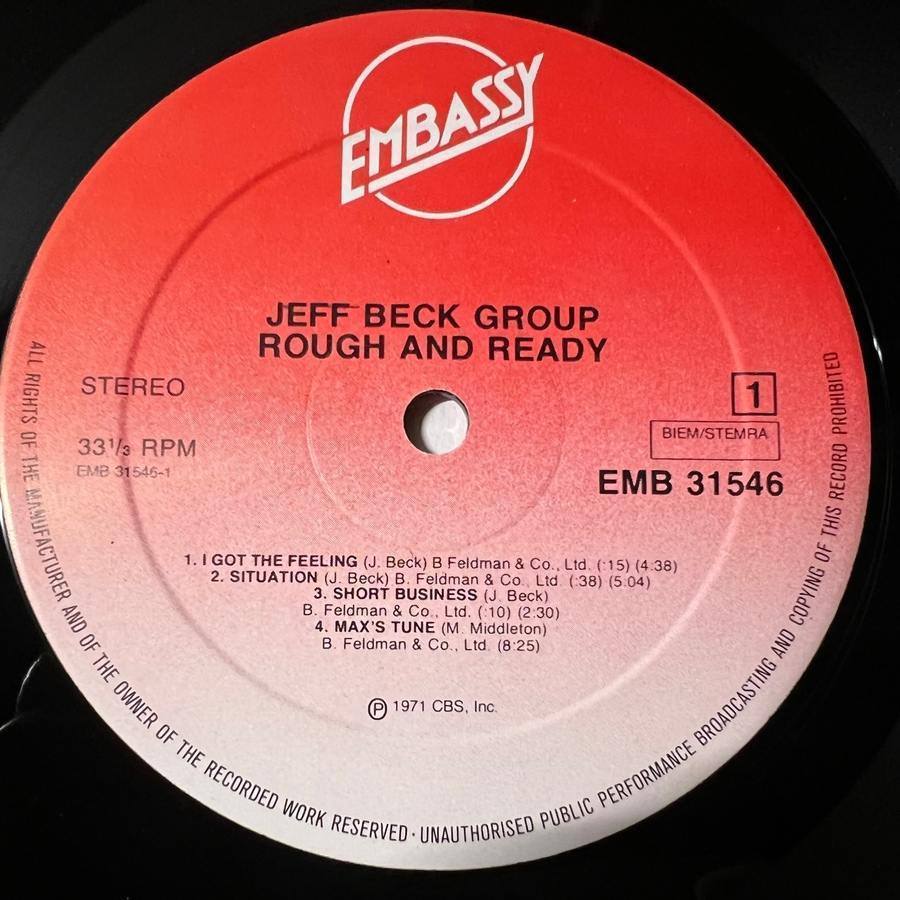 EMBASSY
JEFF BECK GROUP
ROUGH AND READY
STEREO
1
33 1/3 RPM
BIEM/STEMRA
EMB 31546-1
EMB 31546
1. I GOT THE FEELING (J. Beck) B Feldman & Co., Ltd. (:15) (4:38)
2. SITUATION (J. Beck) B. Feldman & Co., Ltd. (:38) (5:04)
3. SHORT BUSINESS (J. Beck)
B. Feldman & Co., Ltd. (:10) (2:30)
4. MAX'S TUNE (M. Middleton)
B. Feldman & Co., Ltd. (8:25)
Ⓟ 1971 CBS, Inc.
ALL RIGHTS OF THE MANUFACTURER AND OF THE OWNER OF THE RECORDED WORK RESERVED · UNAUTHORISED PUBLIC PERFORMANCE BROADCASTING AND COPYING OF THIS RECORD PROHIBITED